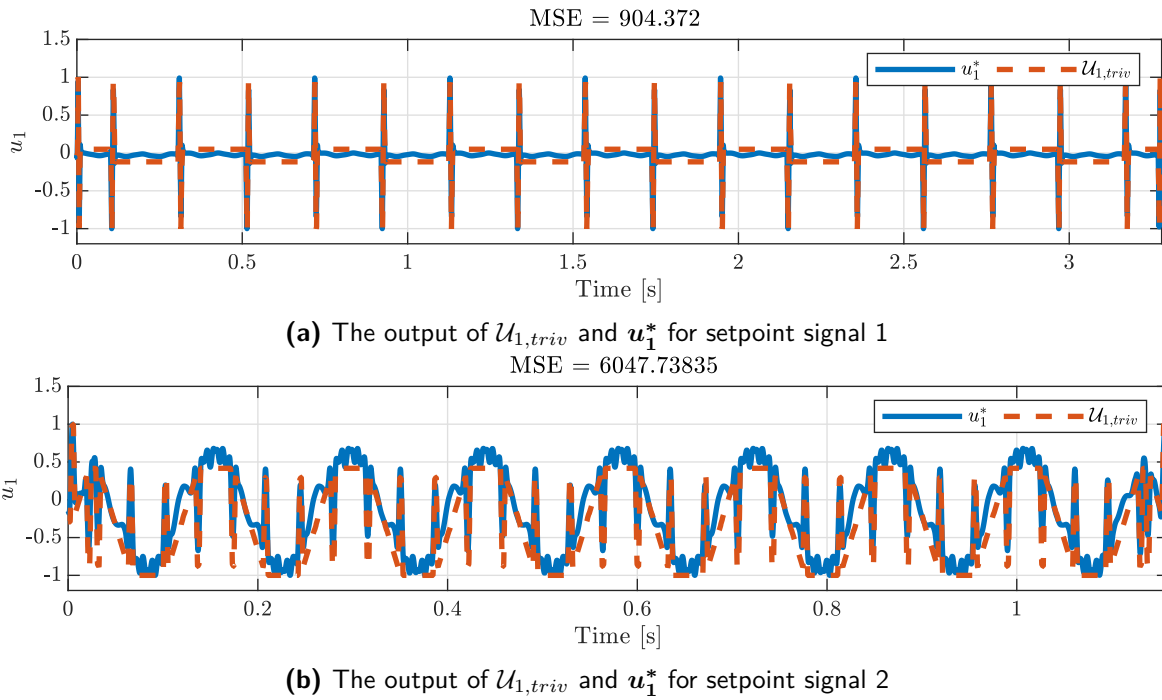 MSE = 904.372
1.5
1
0.5
0
-0.5
-1
u₁
u₁* 𝒰₁,triv
0 0.5 1 1.5 2 2.5 3
Time [s]
(a) The output of 𝒰₁,triv and u₁* for setpoint signal 1
MSE = 6047.73835
1.5
1
0.5
0
-0.5
-1
u₁
u₁* 𝒰₁,triv
0 0.2 0.4 0.6 0.8 1
Time [s]
(b) The output of 𝒰₁,triv and u₁* for setpoint signal 2